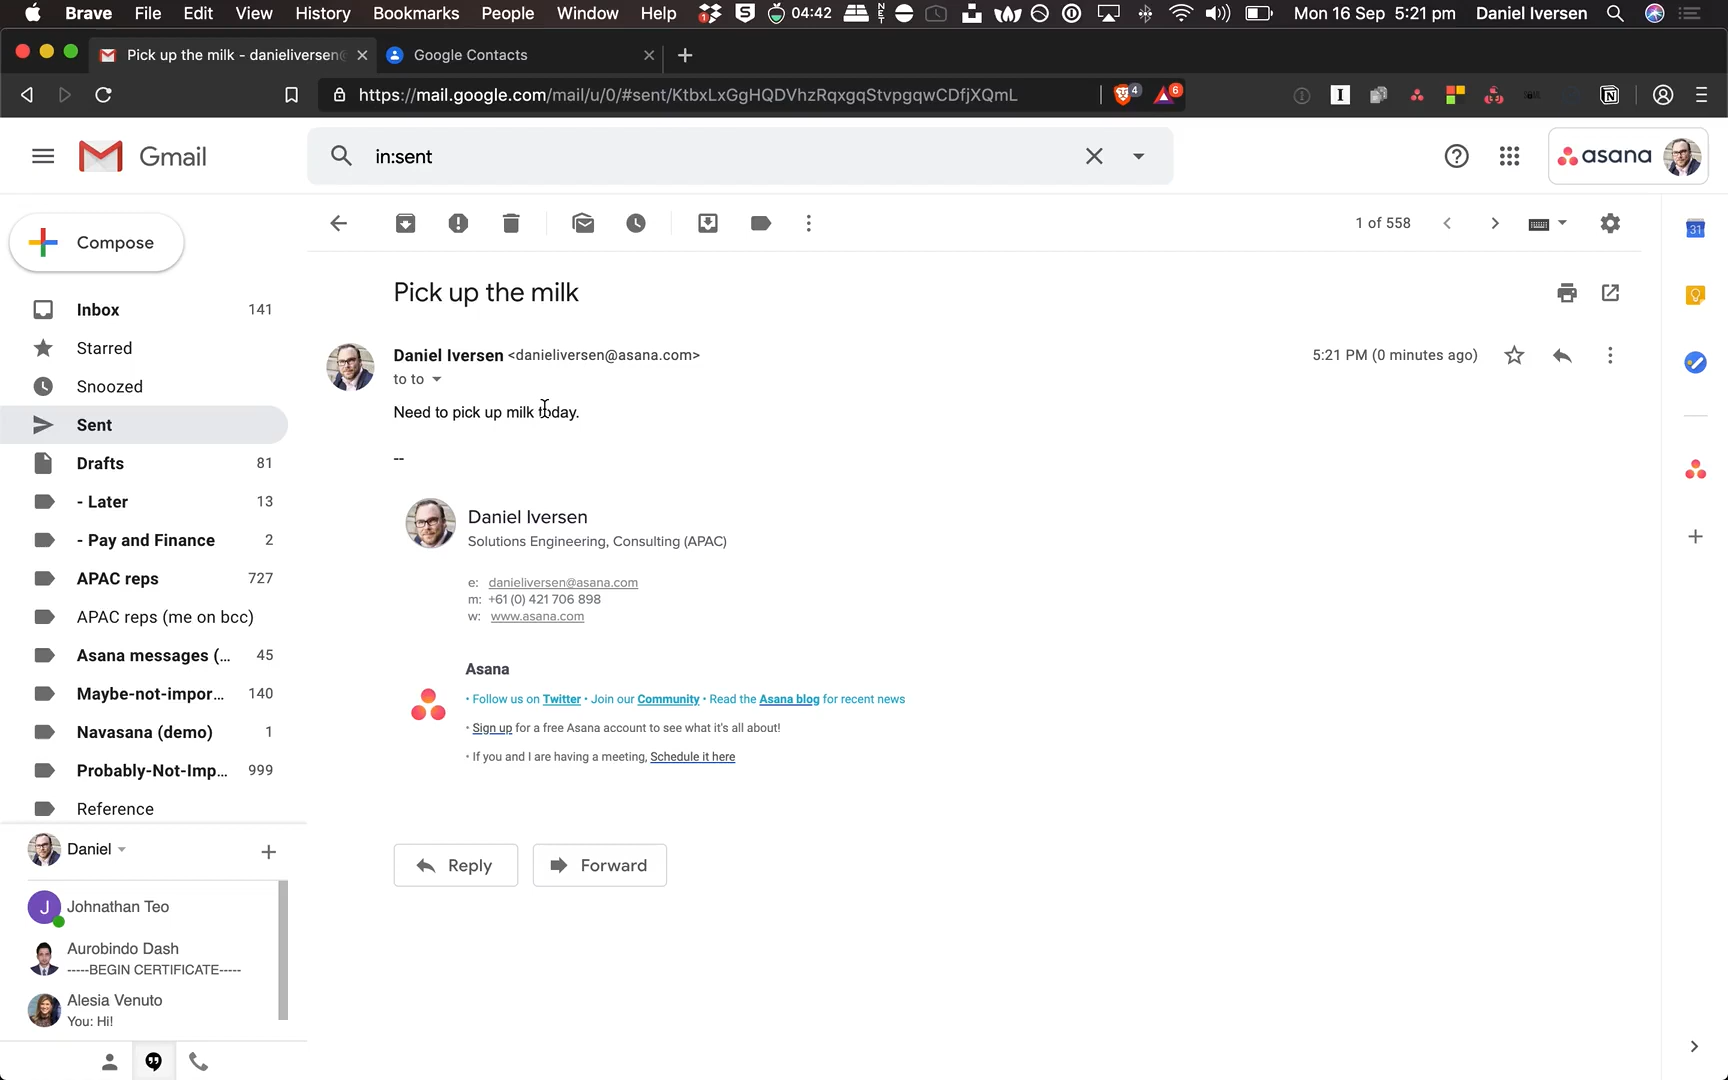 Brave File Edit View History Bookmarks People Window Help 04:42 Mon 16 Sep 5:21 pm Daniel Iversen
Pick up the milk - danieliversen@
Google Contacts
https://mail.google.com/mail/u/0/#sent/KtbxLxGgHQDVhzRqxgqStvpgqwCDfjXQmL
4
6
Gmail
in:sent
asana
Compose
1 of 558
31
Pick up the milk
Inbox 141
Starred
Snoozed
Sent
Drafts 81
- Later 13
- Pay and Finance 2
APAC reps 727
APAC reps (me on bcc)
Asana messages (... 45
Maybe-not-impor... 140
Navasana (demo) 1
Probably-Not-Imp... 999
Reference
Daniel Iversen <danieliversen@asana.com>
5:21 PM (0 minutes ago)
to to
Need to pick up milk today.
--
Daniel Iversen
Solutions Engineering, Consulting (APAC)
e: danieliversen@asana.com
m: +61 (0) 421 706 898
w: www.asana.com
Asana
• Follow us on Twitter • Join our Community • Read the Asana blog for recent news
• Sign up for a free Asana account to see what it's all about!
• If you and I are having a meeting, Schedule it here
Reply
Forward
Daniel
J
Johnathan Teo
Aurobindo Dash
-----BEGIN CERTIFICATE-----
Alesia Venuto
You: Hi!